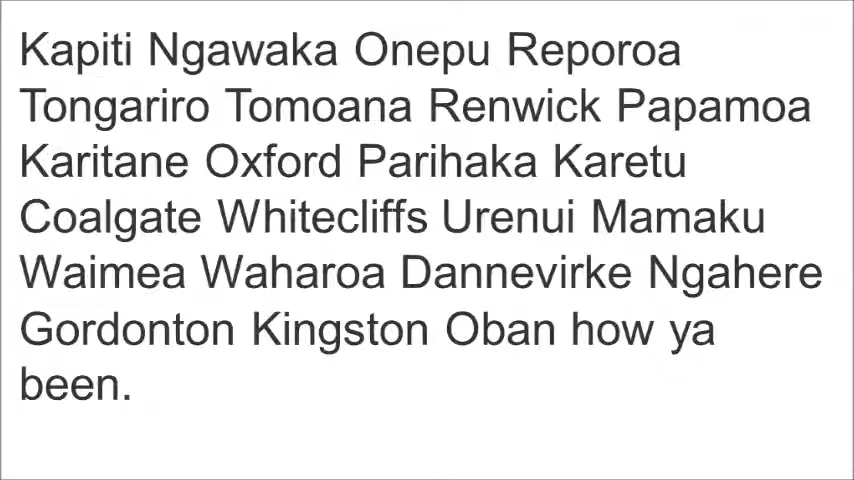 Kapiti Ngawaka Onepu Reporoa
Tongariro Tomoana Renwick Papamoa
Karitane Oxford Parihaka Karetu
Coalgate Whitecliffs Urenui Mamaku
Waimea Waharoa Dannevirke Ngahere
Gordonton Kingston Oban how ya
been.